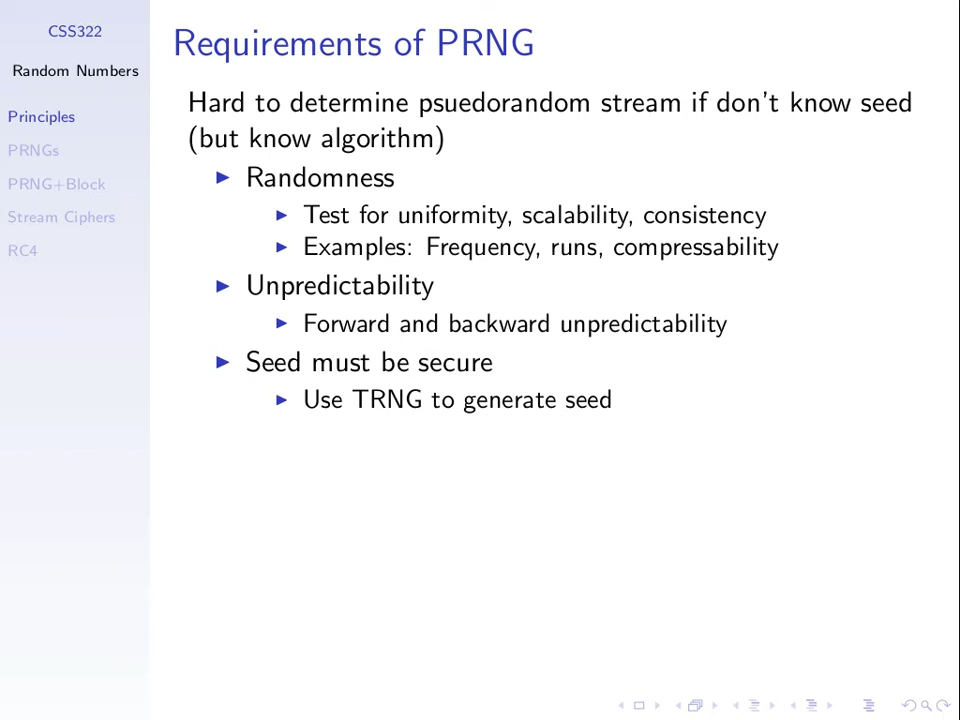 CSS322
Random Numbers
Principles
PRNGs
PRNG+Block
Stream Ciphers
RC4
Requirements of PRNG
Hard to determine psuedorandom stream if don't know seed
(but know algorithm)
Randomness
Test for uniformity, scalability, consistency
Examples: Frequency, runs, compressability
Unpredictability
Forward and backward unpredictability
Seed must be secure
Use TRNG to generate seed